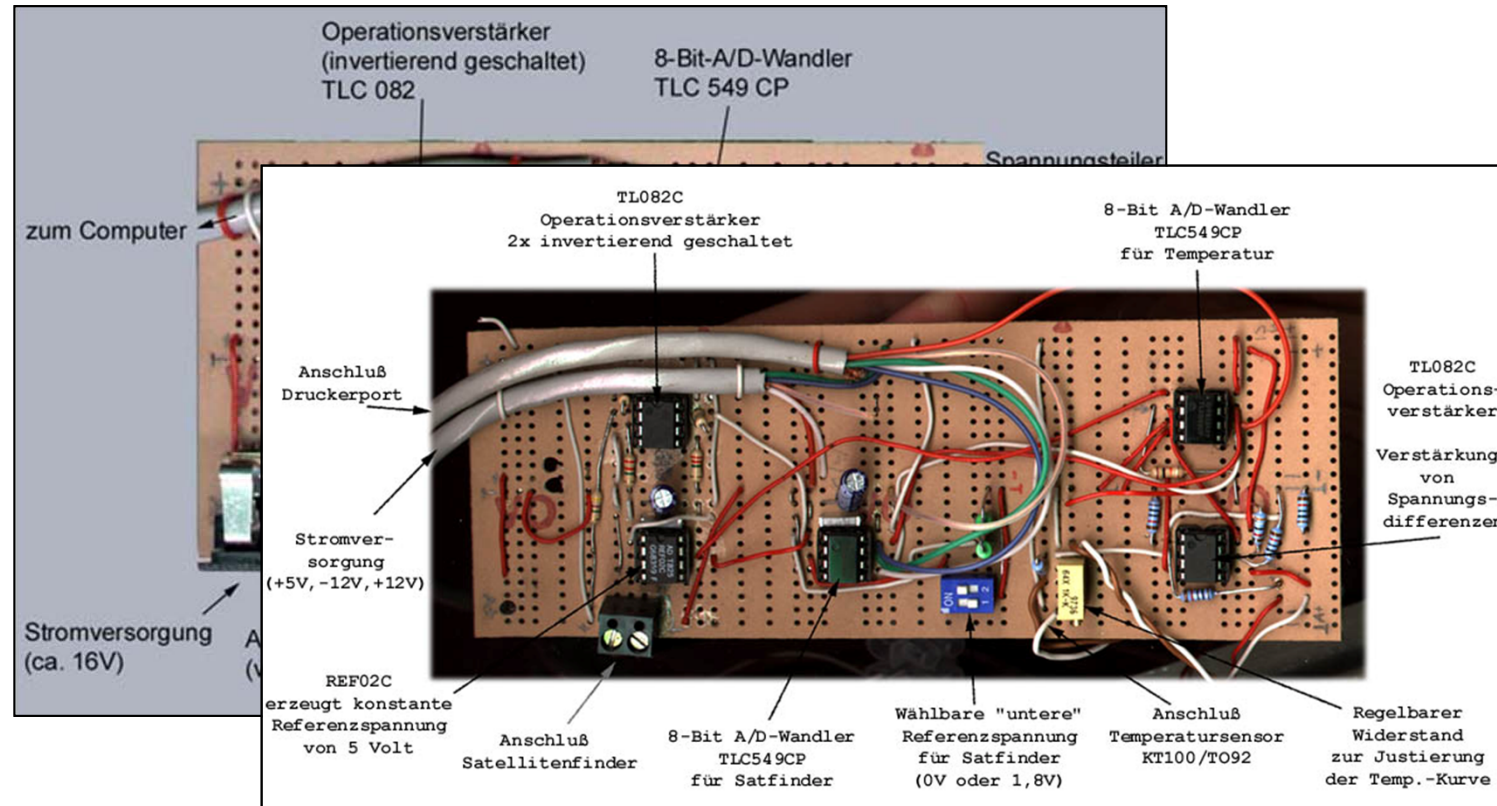 Operationsverstärker
(invertierend geschaltet)
TLC 082
8-Bit-A/D-Wandler
TLC 549 CP
Spannungsteiler
zum Computer
Stromversorgung
(ca. 16V)
TL082C
Operationsverstärker
2x invertierend geschaltet
8-Bit A/D-Wandler
TLC549CP
für Temperatur
Anschluß
Druckerport
TL082C
Operations-
verstärker
Verstärkung
von
Spannungs-
differenzen
Stromver-
sorgung
(+5V,-12V,+12V)
ON
1 2
REF02C
erzeugt konstante
Referenzspannung
von 5 Volt
Anschluß
Satellitenfinder
8-Bit A/D-Wandler
TLC549CP
für Satfinder
Wählbare "untere"
Referenzspannung
für Satfinder
(0V oder 1,8V)
Anschluß
Temperatursensor
KT100/TO92
Regelbarer
Widerstand
zur Justierung
der Temp.-Kurve